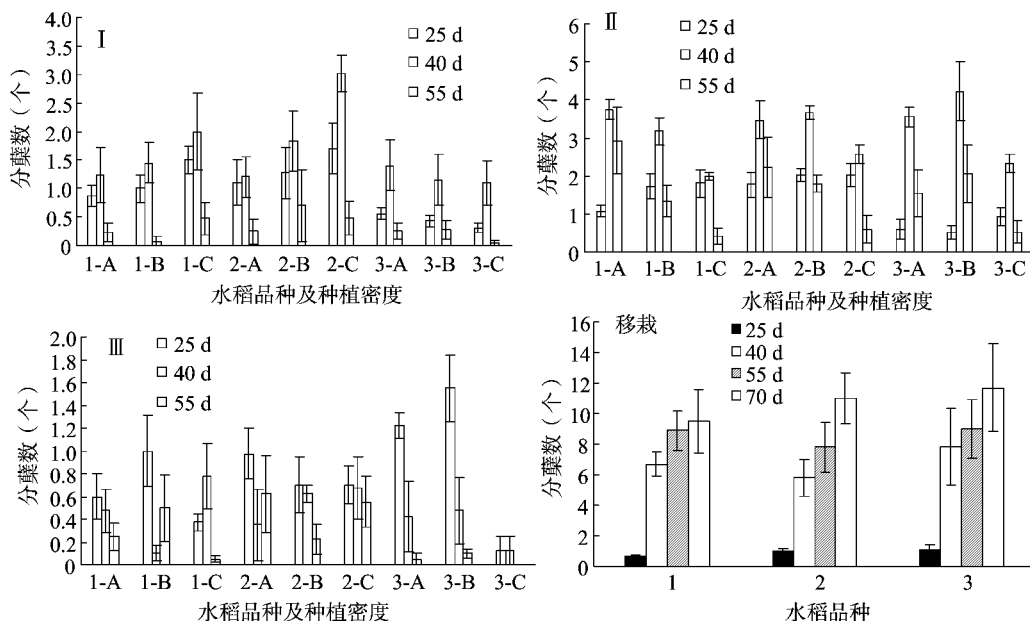 Ⅰ
25 d
40 d
55 d
分蘖数（个）
4.0
3.5
3.0
2.5
2.0
1.5
1.0
0.5
0
1-A 1-B 1-C 2-A 2-B 2-C 3-A 3-B 3-C
水稻品种及种植密度
Ⅱ
25 d
40 d
55 d
分蘖数（个）
6
5
4
3
2
1
0
1-A 1-B 1-C 2-A 2-B 2-C 3-A 3-B 3-C
水稻品种及种植密度
Ⅲ
25 d
40 d
55 d
分蘖数（个）
2.0
1.8
1.6
1.4
1.2
1.0
0.8
0.6
0.4
0.2
0
1-A 1-B 1-C 2-A 2-B 2-C 3-A 3-B 3-C
水稻品种及种植密度
移栽
25 d
40 d
55 d
70 d
分蘖数（个）
16
14
12
10
8
6
4
2
0
1 2 3
水稻品种